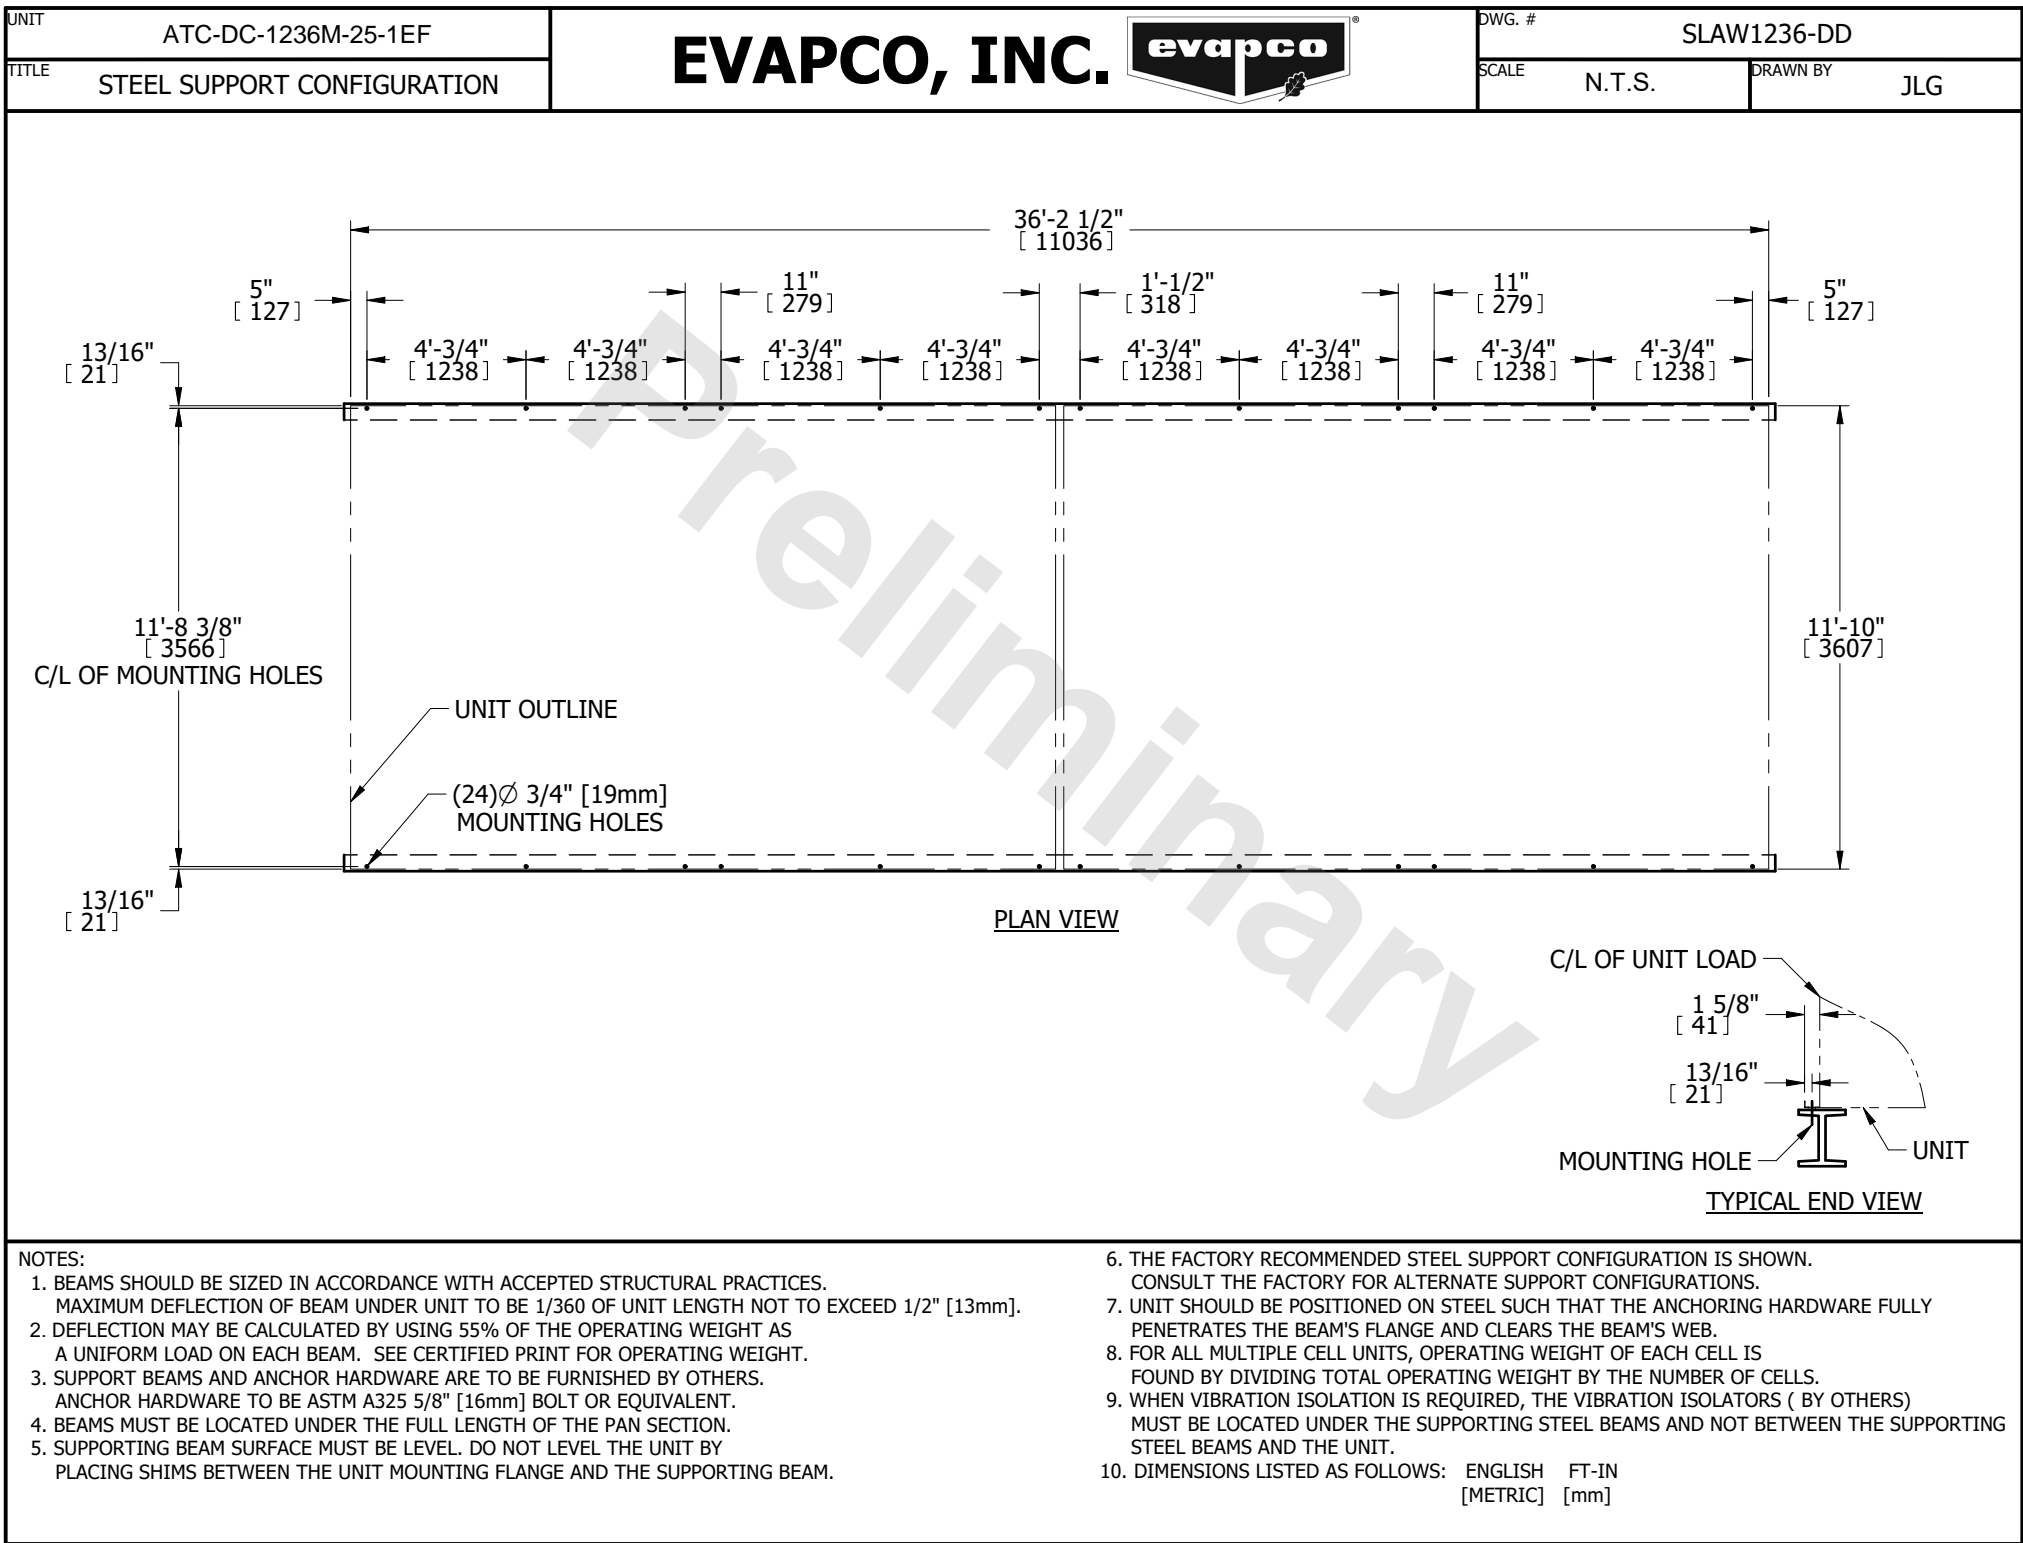 UNIT
ATC-DC-1236M-25-1EF
TITLE
STEEL SUPPORT CONFIGURATION
EVAPCO, INC.
evapco
®
DWG. #
SLAW1236-DD
SCALE
N.T.S.
DRAWN BY
JLG
36'-2 1/2"
[ 11036 ]
5"
[ 127 ]
11"
[ 279 ]
1'-1/2"
[ 318 ]
11"
[ 279 ]
5"
[ 127 ]
13/16"
[ 21 ]
4'-3/4"
[ 1238 ]
4'-3/4"
[ 1238 ]
4'-3/4"
[ 1238 ]
4'-3/4"
[ 1238 ]
4'-3/4"
[ 1238 ]
4'-3/4"
[ 1238 ]
4'-3/4"
[ 1238 ]
4'-3/4"
[ 1238 ]
11'-8 3/8"
[ 3566 ]
C/L OF MOUNTING HOLES
11'-10"
[ 3607 ]
UNIT OUTLINE
(24)∅ 3/4" [19mm]
MOUNTING HOLES
13/16"
[ 21 ]
PLAN VIEW
Preliminary
C/L OF UNIT LOAD
1 5/8"
[ 41 ]
13/16"
[ 21 ]
MOUNTING HOLE
UNIT
TYPICAL END VIEW
NOTES:
1. BEAMS SHOULD BE SIZED IN ACCORDANCE WITH ACCEPTED STRUCTURAL PRACTICES.
MAXIMUM DEFLECTION OF BEAM UNDER UNIT TO BE 1/360 OF UNIT LENGTH NOT TO EXCEED 1/2" [13mm].
2. DEFLECTION MAY BE CALCULATED BY USING 55% OF THE OPERATING WEIGHT AS
A UNIFORM LOAD ON EACH BEAM. SEE CERTIFIED PRINT FOR OPERATING WEIGHT.
3. SUPPORT BEAMS AND ANCHOR HARDWARE ARE TO BE FURNISHED BY OTHERS.
ANCHOR HARDWARE TO BE ASTM A325 5/8" [16mm] BOLT OR EQUIVALENT.
4. BEAMS MUST BE LOCATED UNDER THE FULL LENGTH OF THE PAN SECTION.
5. SUPPORTING BEAM SURFACE MUST BE LEVEL. DO NOT LEVEL THE UNIT BY
PLACING SHIMS BETWEEN THE UNIT MOUNTING FLANGE AND THE SUPPORTING BEAM.
6. THE FACTORY RECOMMENDED STEEL SUPPORT CONFIGURATION IS SHOWN.
CONSULT THE FACTORY FOR ALTERNATE SUPPORT CONFIGURATIONS.
7. UNIT SHOULD BE POSITIONED ON STEEL SUCH THAT THE ANCHORING HARDWARE FULLY
PENETRATES THE BEAM'S FLANGE AND CLEARS THE BEAM'S WEB.
8. FOR ALL MULTIPLE CELL UNITS, OPERATING WEIGHT OF EACH CELL IS
FOUND BY DIVIDING TOTAL OPERATING WEIGHT BY THE NUMBER OF CELLS.
9. WHEN VIBRATION ISOLATION IS REQUIRED, THE VIBRATION ISOLATORS ( BY OTHERS)
MUST BE LOCATED UNDER THE SUPPORTING STEEL BEAMS AND NOT BETWEEN THE SUPPORTING
STEEL BEAMS AND THE UNIT.
10. DIMENSIONS LISTED AS FOLLOWS: ENGLISH FT-IN
[METRIC] [mm]